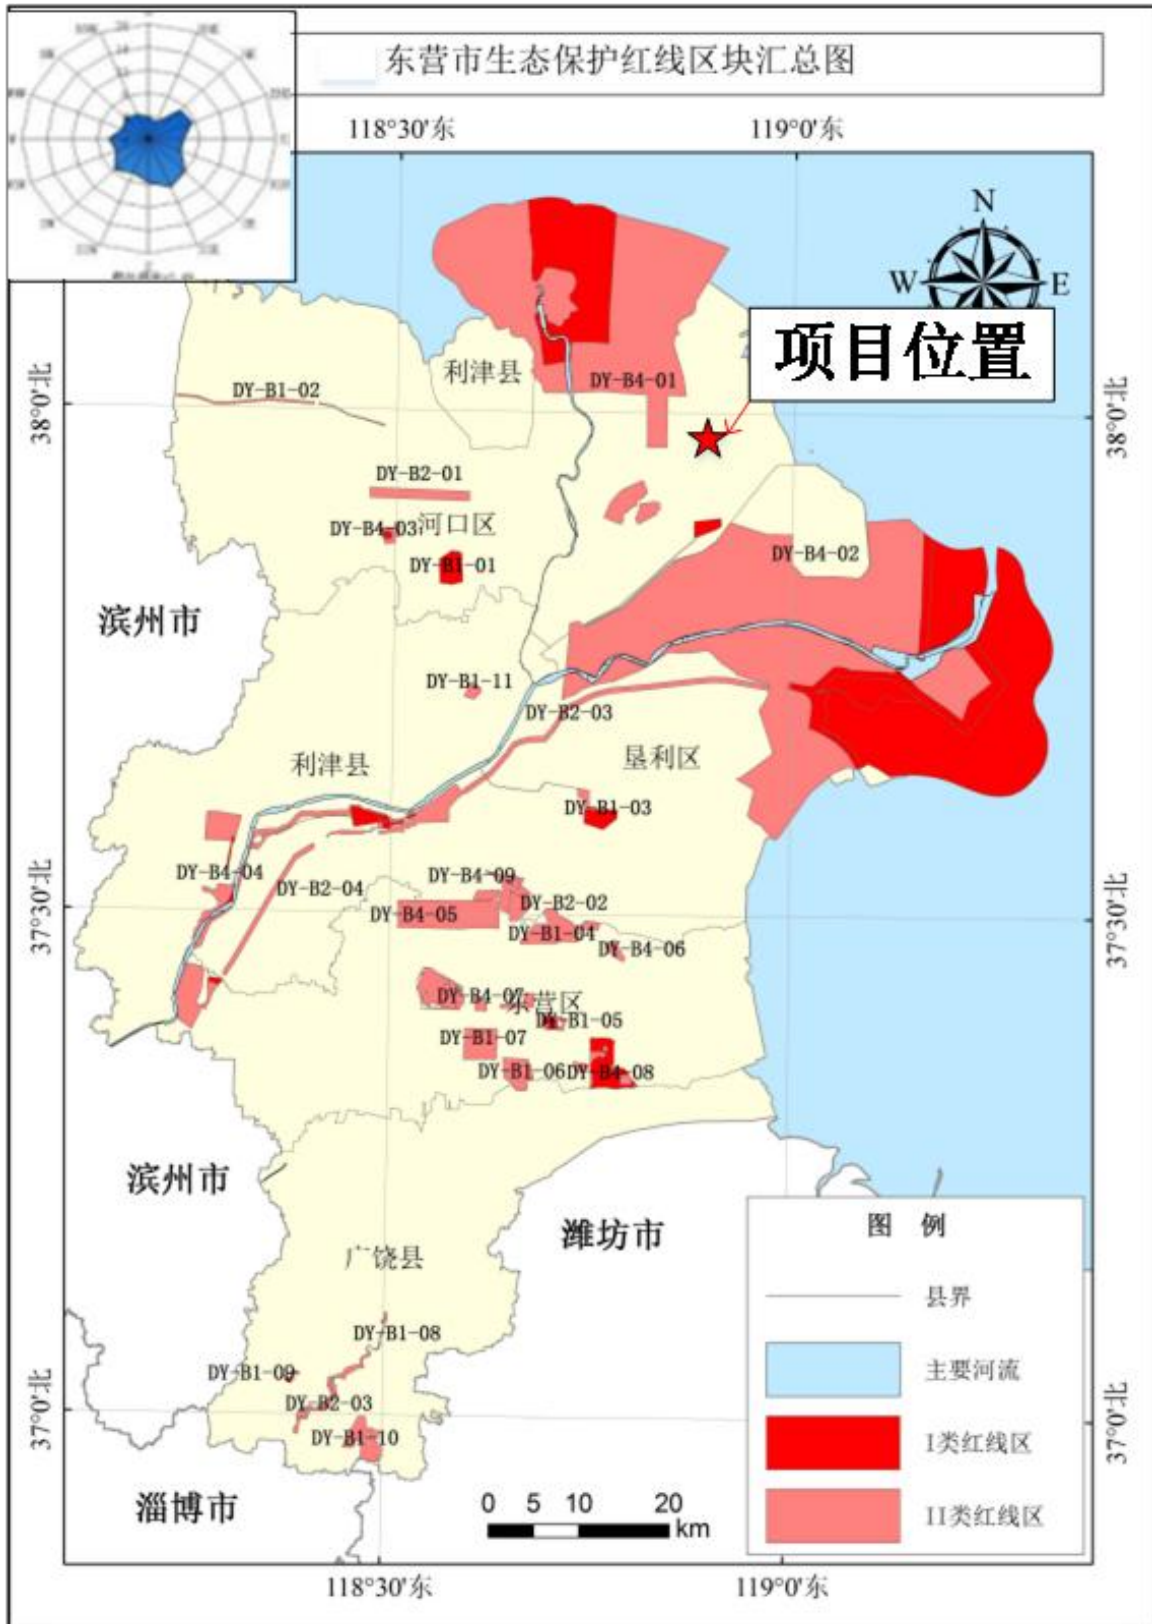 东营市生态保护红线区块汇总图
118°30'东
119°0'东
N
W
E
项目位置
利津县
DY-B4-01
DY-B1-02
38°0'北
38°0'北
DY-B2-01
DY-B4-03
河口区
DY-B1-01
DY-B4-02
滨州市
DY-B1-11
DY-B2-03
利津县
垦利区
DY-B1-03
DY-B4-04
DY-B4-09
DY-B2-04
DY-B2-02
DY-B4-05
37°30'北
37°30'北
DY-B1-04
DY-B4-06
DY-B4-07
东营区
DY-B1-05
DY-B1-07
DY-B1-06
DY-B4-08
滨州市
潍坊市
广饶县
DY-B1-08
DY-B1-09
DY-B2-03
DY-B1-10
37°0'北
37°0'北
淄博市
图 例
县界
主要河流
I类红线区
II类红线区
0 5 10 20
km
118°30'东
119°0'东